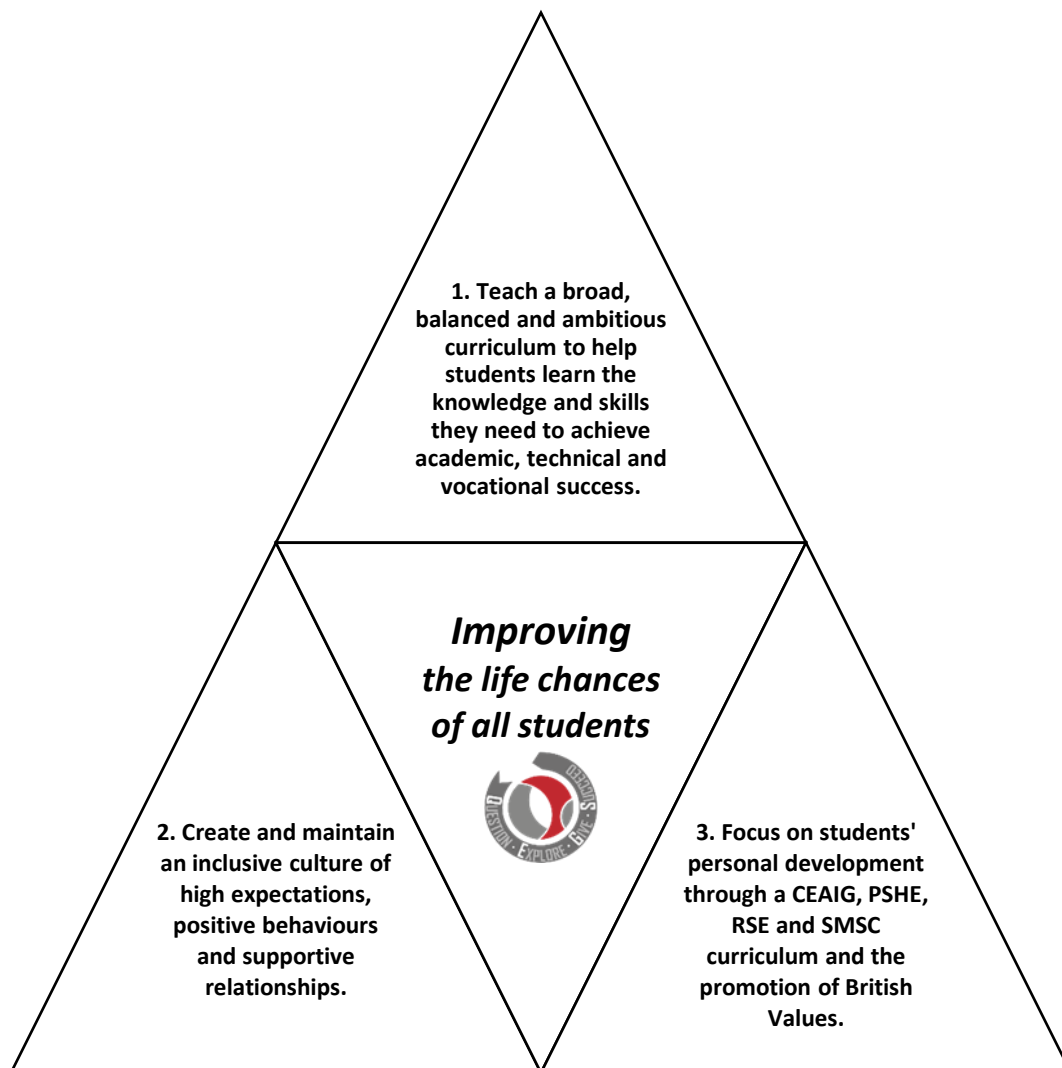 1. Teach a broad,
balanced and ambitious
curriculum to help
students learn the
knowledge and skills
they need to achieve
academic, technical and
vocational success.
Improving
the life chances
of all students
QUESTION · EXPLORE · GIVE · SUCCEED
2. Create and maintain
an inclusive culture of
high expectations,
positive behaviours
and supportive
relationships.
3. Focus on students'
personal development
through a CEAIG, PSHE,
RSE and SMSC
curriculum and the
promotion of British
Values.